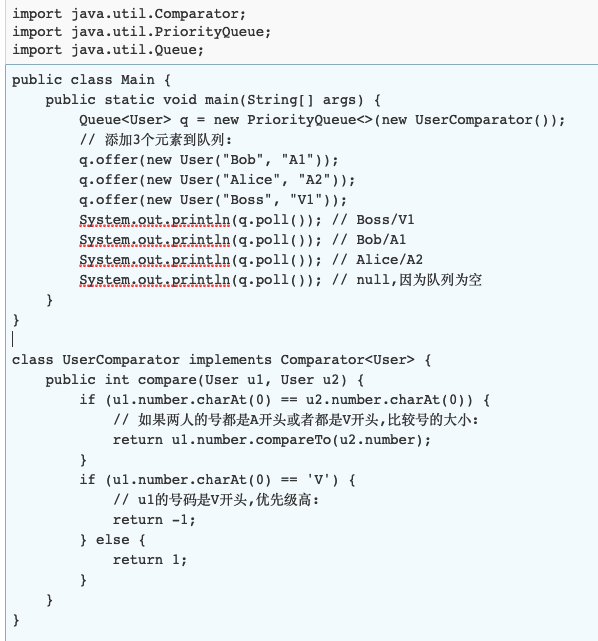 import java.util.Comparator;
import java.util.PriorityQueue;
import java.util.Queue;
public class Main {
    public static void main(String[] args) {
        Queue<User> q = new PriorityQueue<>(new UserComparator());
        // 添加3个元素到队列:
        q.offer(new User("Bob", "A1"));
        q.offer(new User("Alice", "A2"));
        q.offer(new User("Boss", "V1"));
        System.out.println(q.poll()); // Boss/V1
        System.out.println(q.poll()); // Bob/A1
        System.out.println(q.poll()); // Alice/A2
        System.out.println(q.poll()); // null,因为队列为空
    }
}
class UserComparator implements Comparator<User> {
    public int compare(User u1, User u2) {
        if (u1.number.charAt(0) == u2.number.charAt(0)) {
            // 如果两人的号都是A开头或者都是V开头,比较号的大小:
            return u1.number.compareTo(u2.number);
        }
        if (u1.number.charAt(0) == 'V') {
            // u1的号码是V开头,优先级高:
            return -1;
        } else {
            return 1;
        }
    }
}